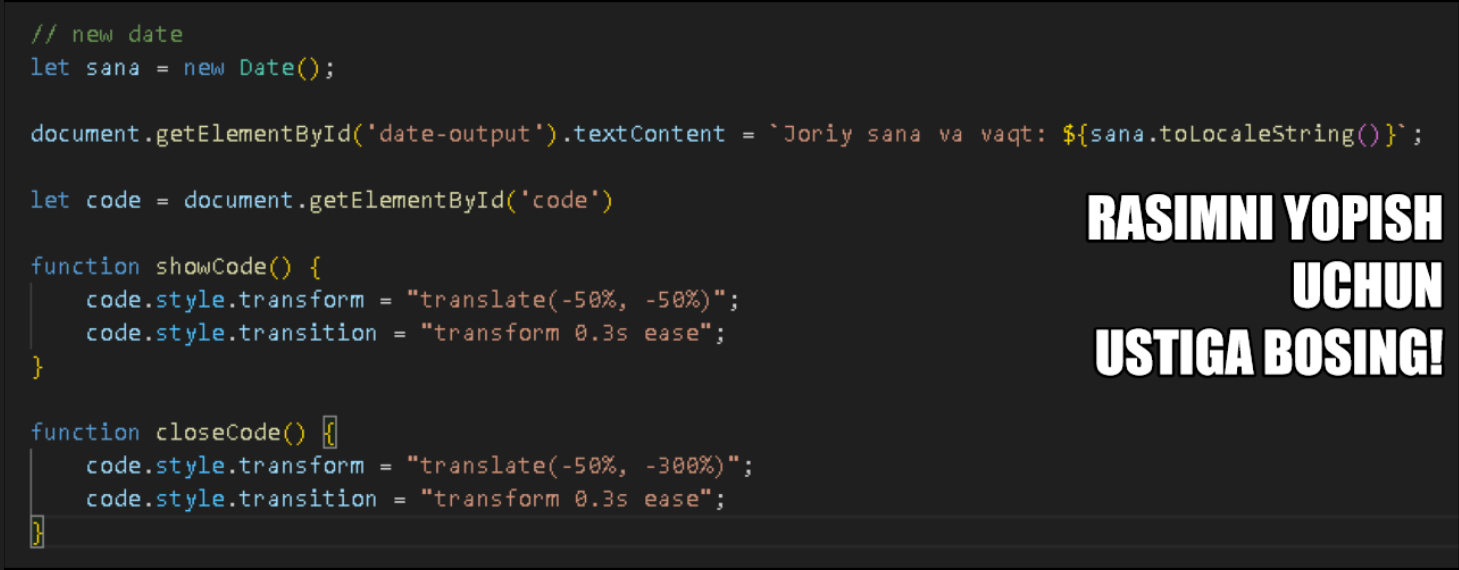 // new date
let sana = new Date();
document.getElementById('date-output').textContent = `Joriy sana va vaqt: ${sana.toLocaleString()}`;
let code = document.getElementById('code')
function showCode() {
    code.style.transform = "translate(-50%, -50%)";
    code.style.transition = "transform 0.3s ease";
}
function closeCode() {
    code.style.transform = "translate(-50%, -300%)";
    code.style.transition = "transform 0.3s ease";
}
RASIMNI YOPISH
UCHUN
USTIGA BOSING!